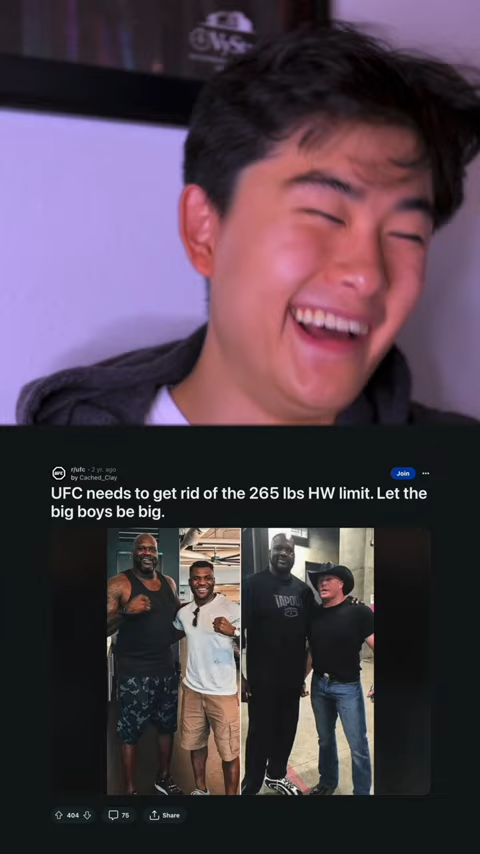 r/ufc • 2 yr. ago
by Cached_Clay
Join
UFC needs to get rid of the 265 lbs HW limit. Let the
big boys be big.
TAPOUT
404
75
Share